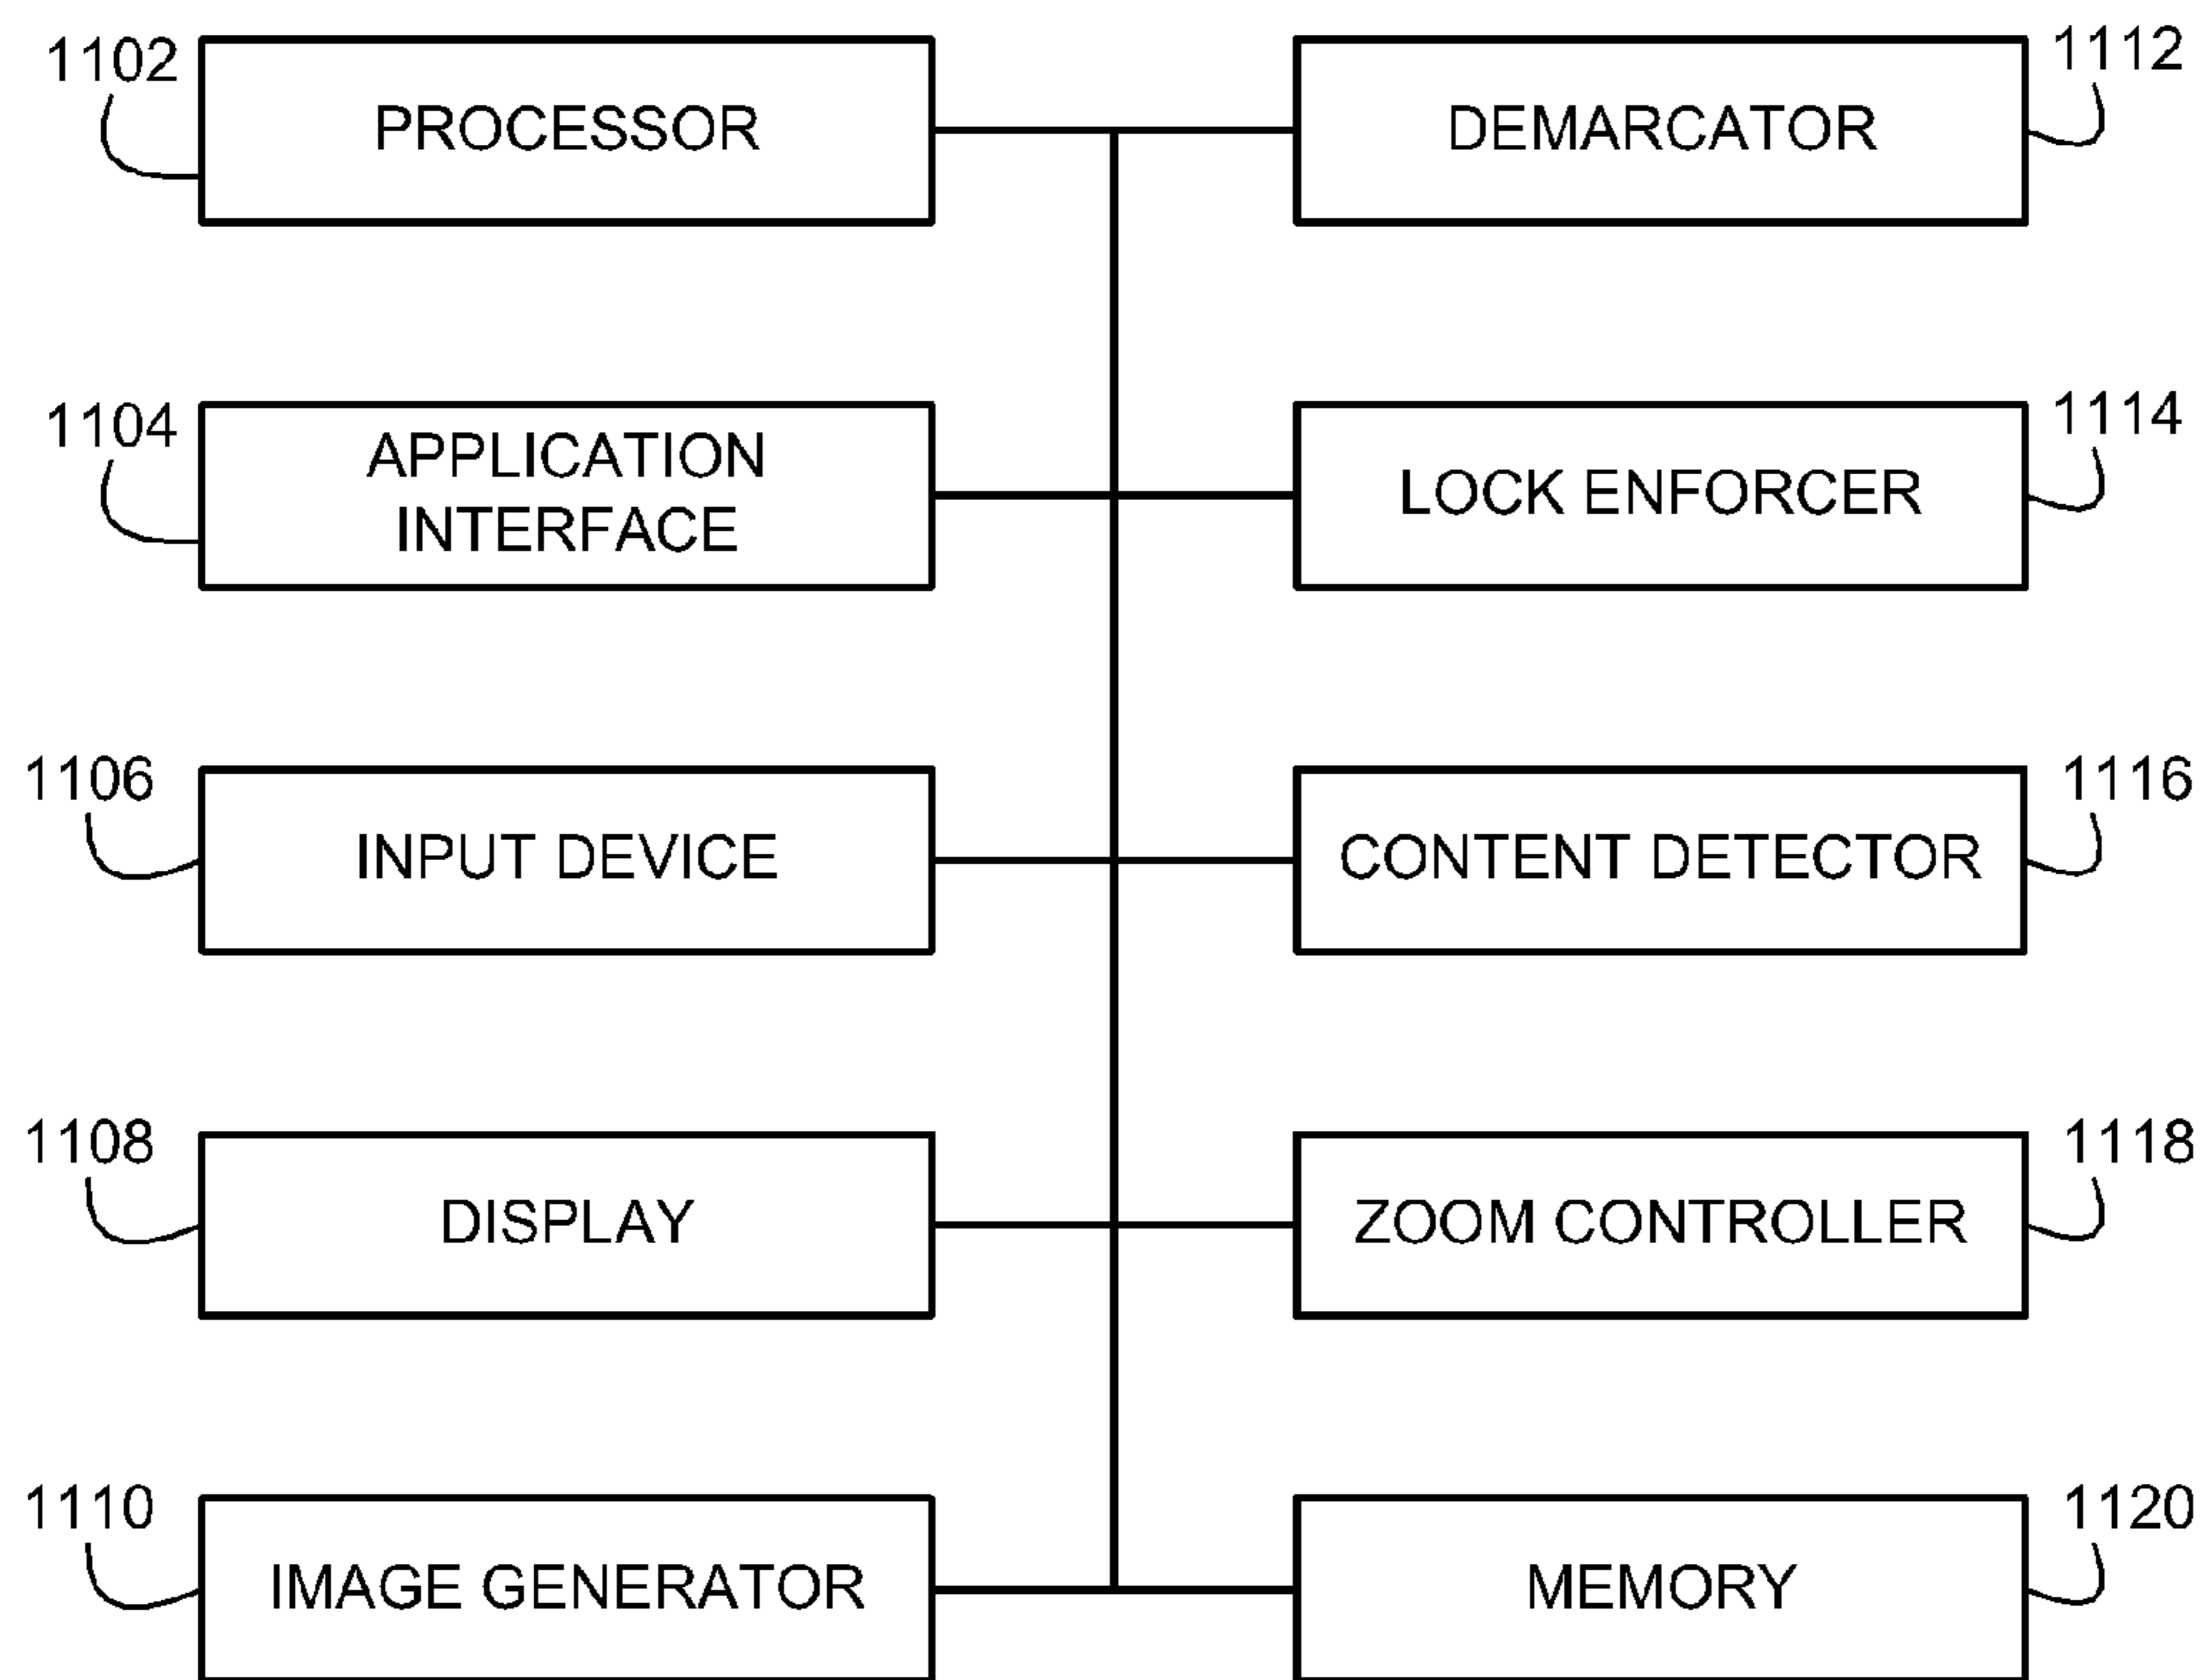 1102
PROCESSOR
DEMARCATOR
1112
1104
APPLICATION
INTERFACE
LOCK ENFORCER
1114
1106
INPUT DEVICE
CONTENT DETECTOR
1116
1108
DISPLAY
ZOOM CONTROLLER
1118
1110
IMAGE GENERATOR
MEMORY
1120